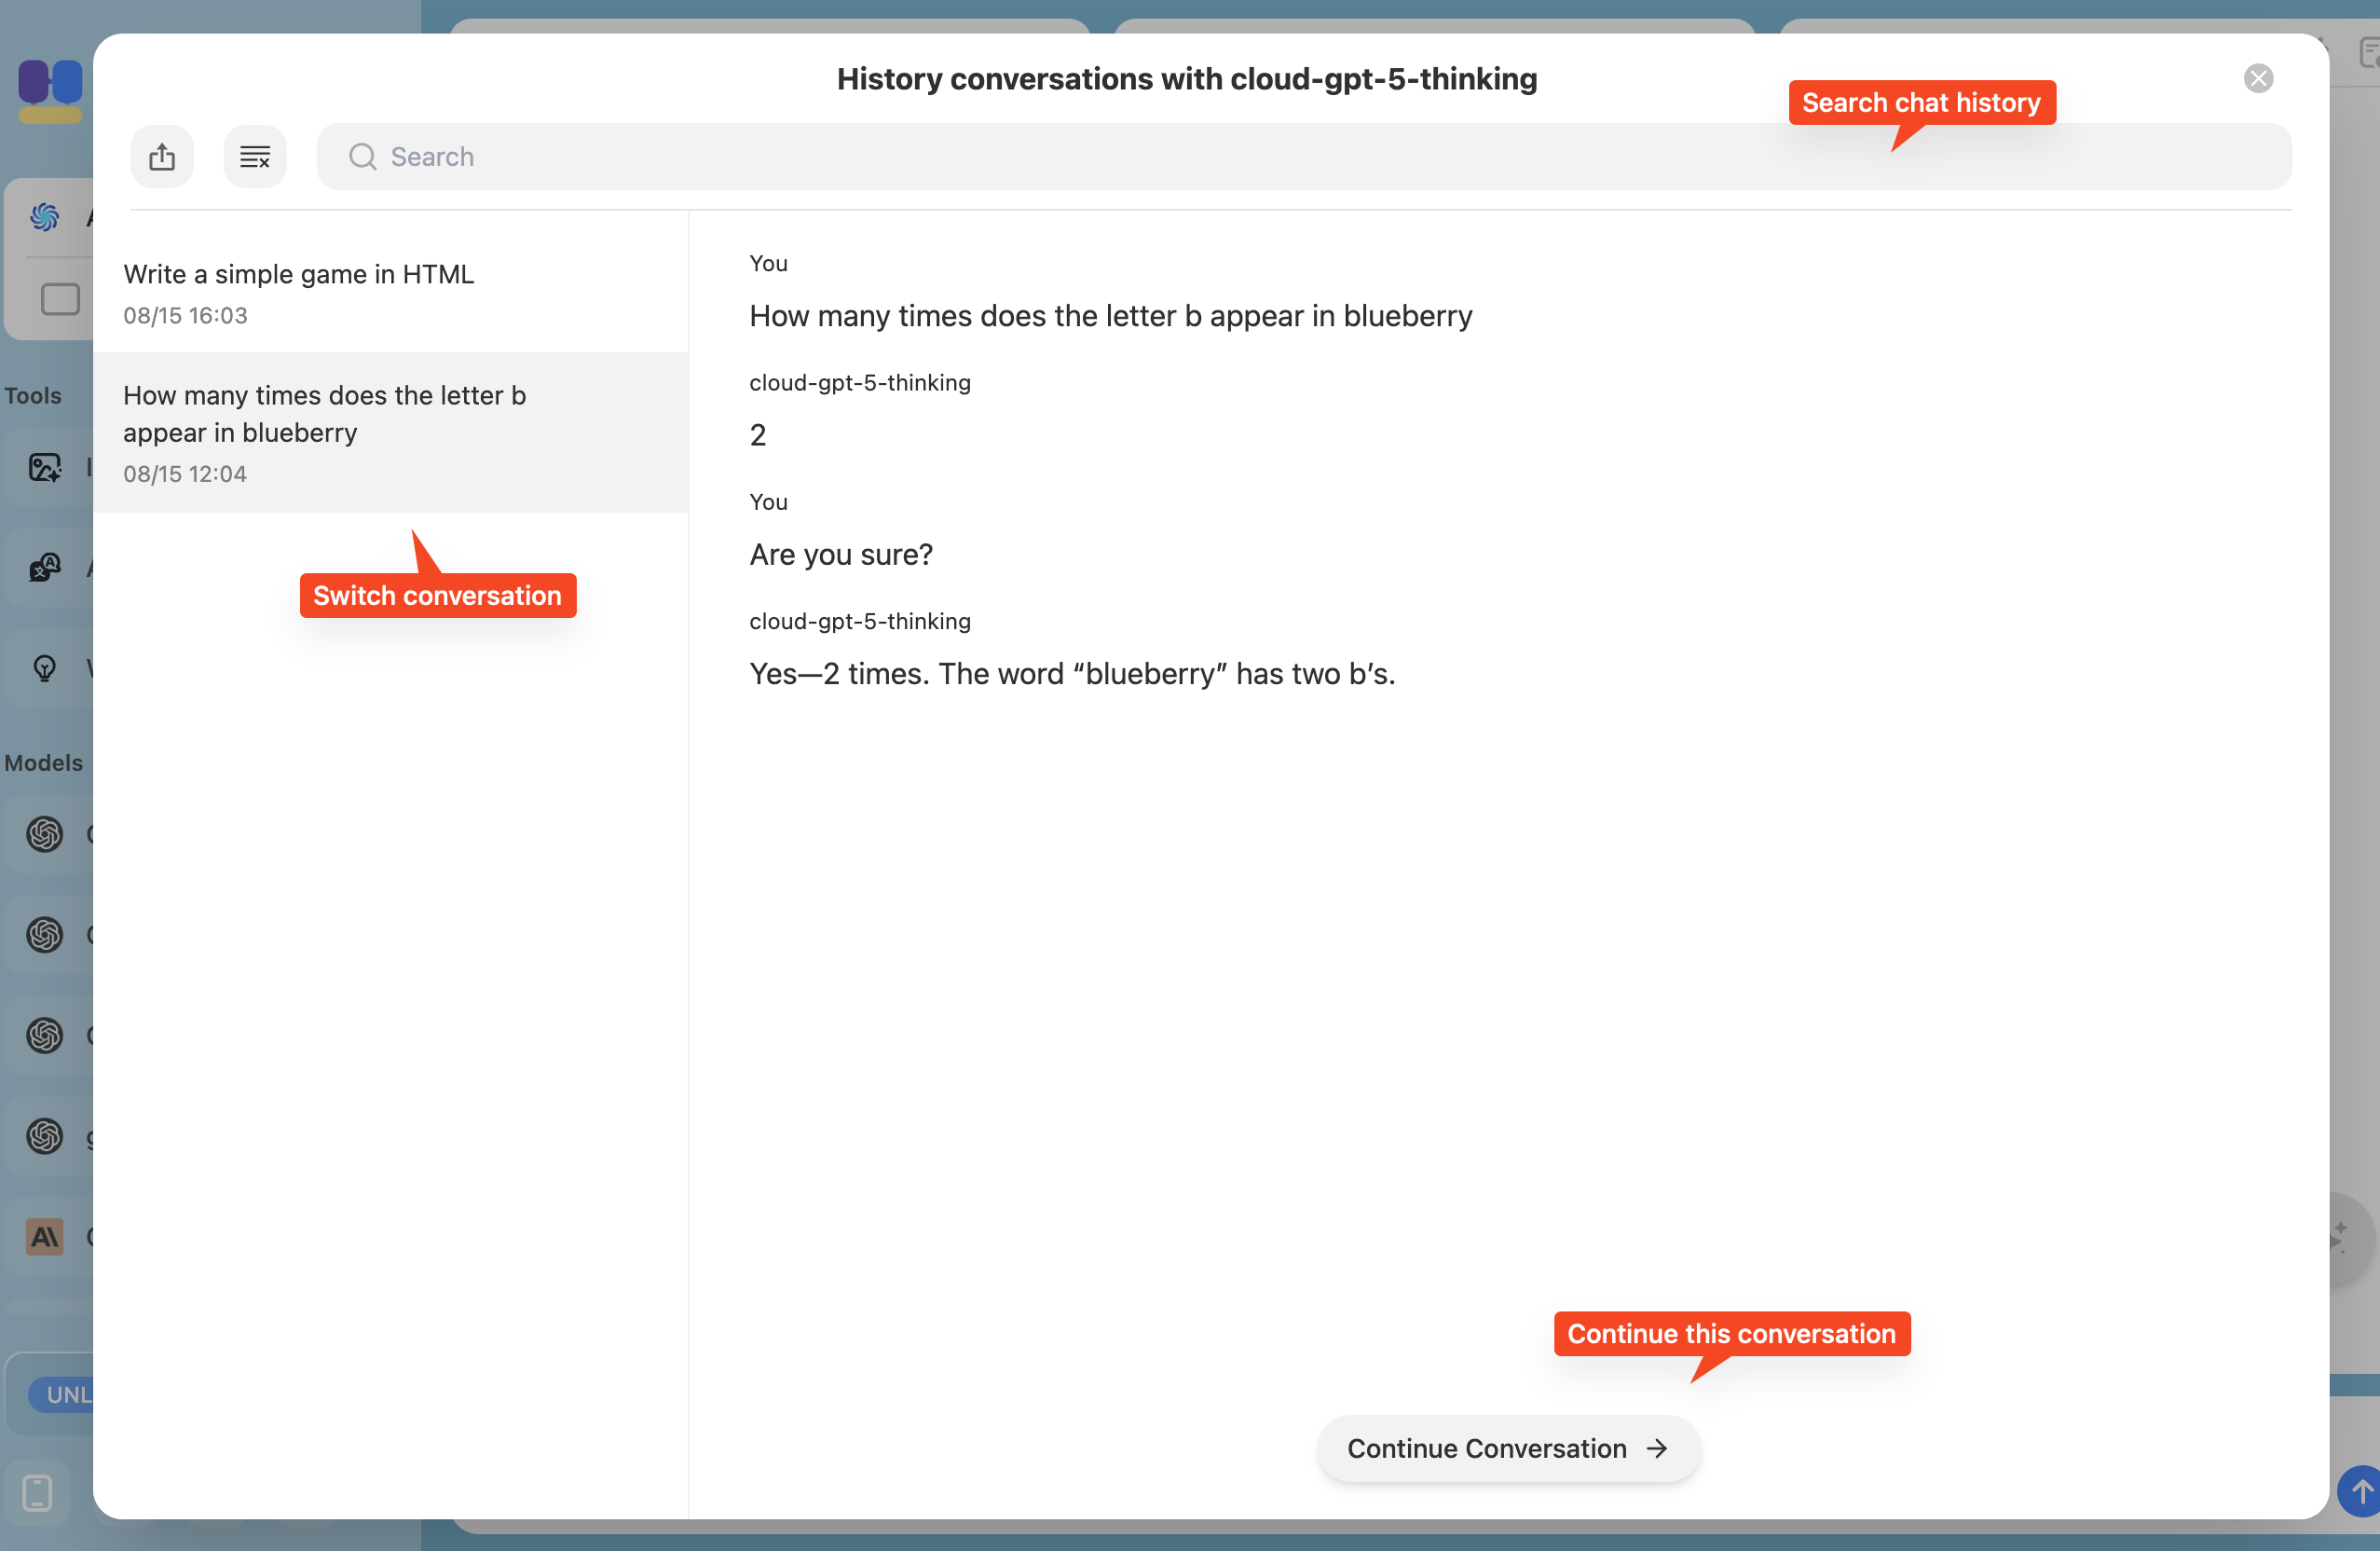 History conversations with cloud-gpt-5-thinking
Search chat history
Search
Write a simple game in HTML
08/15 16:03
How many times does the letter b
appear in blueberry
08/15 12:04
Switch conversation
You
How many times does the letter b appear in blueberry
cloud-gpt-5-thinking
2
You
Are you sure?
cloud-gpt-5-thinking
Yes—2 times. The word “blueberry” has two b’s.
Continue this conversation
Continue Conversation
Tools
Models